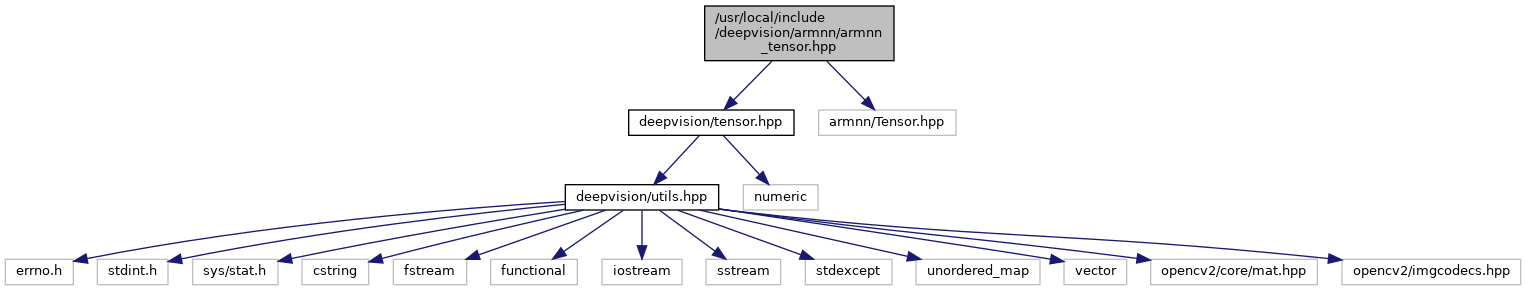 /usr/local/include
/deepvision/armnn/armnn
_tensor.hpp
deepvision/tensor.hpp
armnn/Tensor.hpp
deepvision/utils.hpp
numeric
errno.h
stdint.h
sys/stat.h
cstring
fstream
functional
iostream
sstream
stdexcept
unordered_map
vector
opencv2/core/mat.hpp
opencv2/imgcodecs.hpp